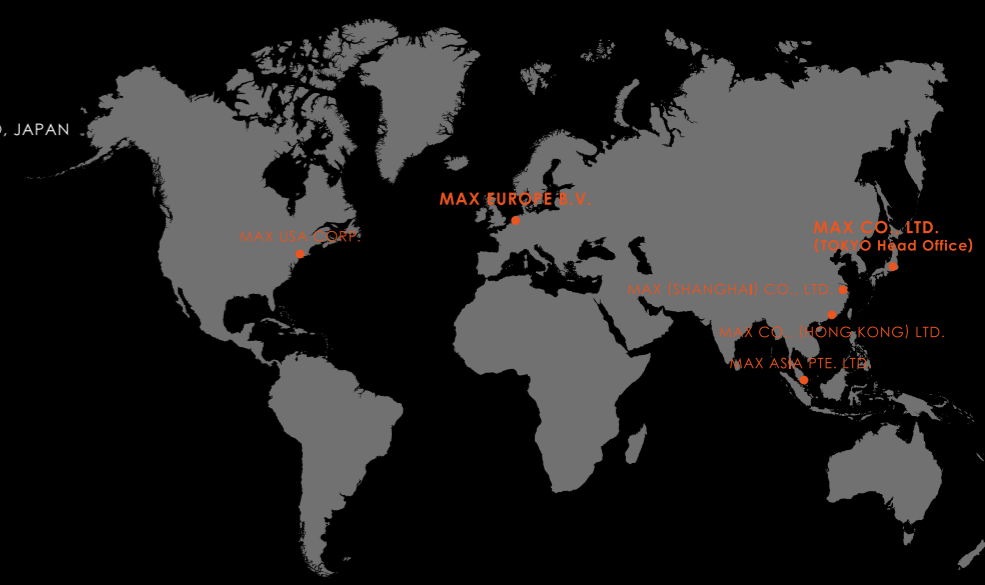 , JAPAN
MAX EUROPE B.V.
MAX USA CORP.
MAX CO., LTD.
(TOKYO Head Office)
MAX (SHANGHAI) CO., LTD.
MAX CO., (HONG KONG) LTD.
MAX ASIA PTE. LTD.